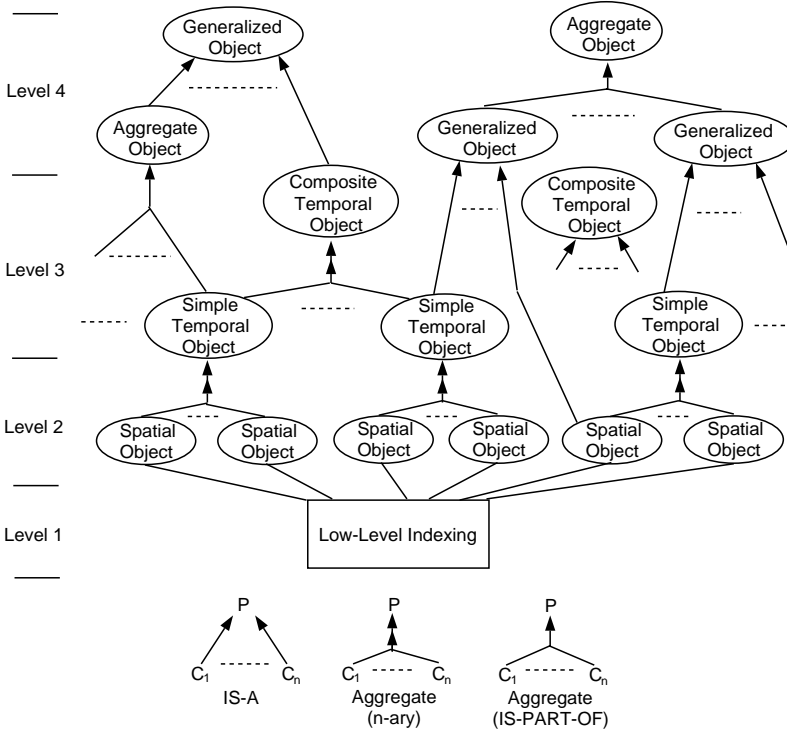 Generalized
Object
Aggregate
Object
Level 4
Aggregate
Object
Generalized
Object
Generalized
Object
Composite
Temporal
Object
Composite
Temporal
Object
Level 3
Simple
Temporal
Object
Simple
Temporal
Object
Simple
Temporal
Object
Level 2
Spatial
Object
Spatial
Object
Spatial
Object
Spatial
Object
Spatial
Object
Spatial
Object
Level 1
Low-Level Indexing
P
C1
Cn
IS-A
P
C1
Cn
Aggregate
(n-ary)
P
C1
Cn
Aggregate
(IS-PART-OF)